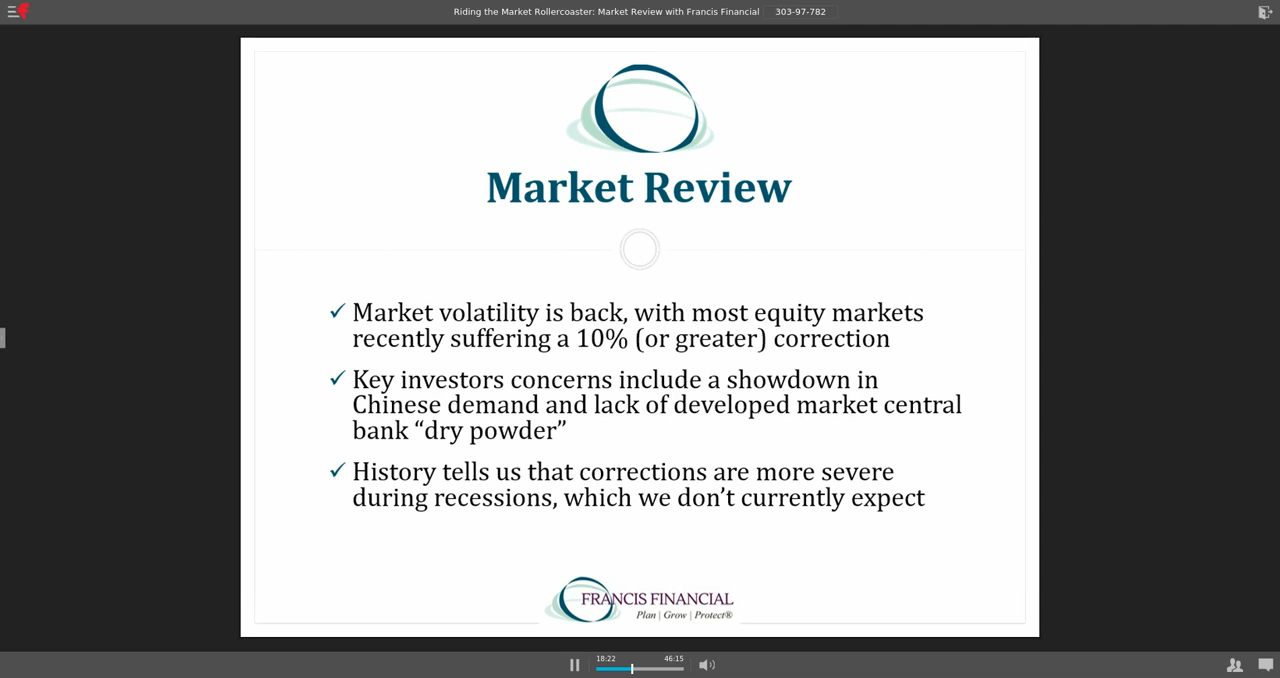 Riding the Market Rollercoaster: Market Review with Francis Financial 303-97-782
Market Review
✓ Market volatility is back, with most equity markets
recently suffering a 10% (or greater) correction
✓ Key investors concerns include a showdown in
Chinese demand and lack of developed market central
bank “dry powder”
✓ History tells us that corrections are more severe
during recessions, which we don’t currently expect
FRANCIS FINANCIAL
Plan | Grow | Protect®
18:22 46:15